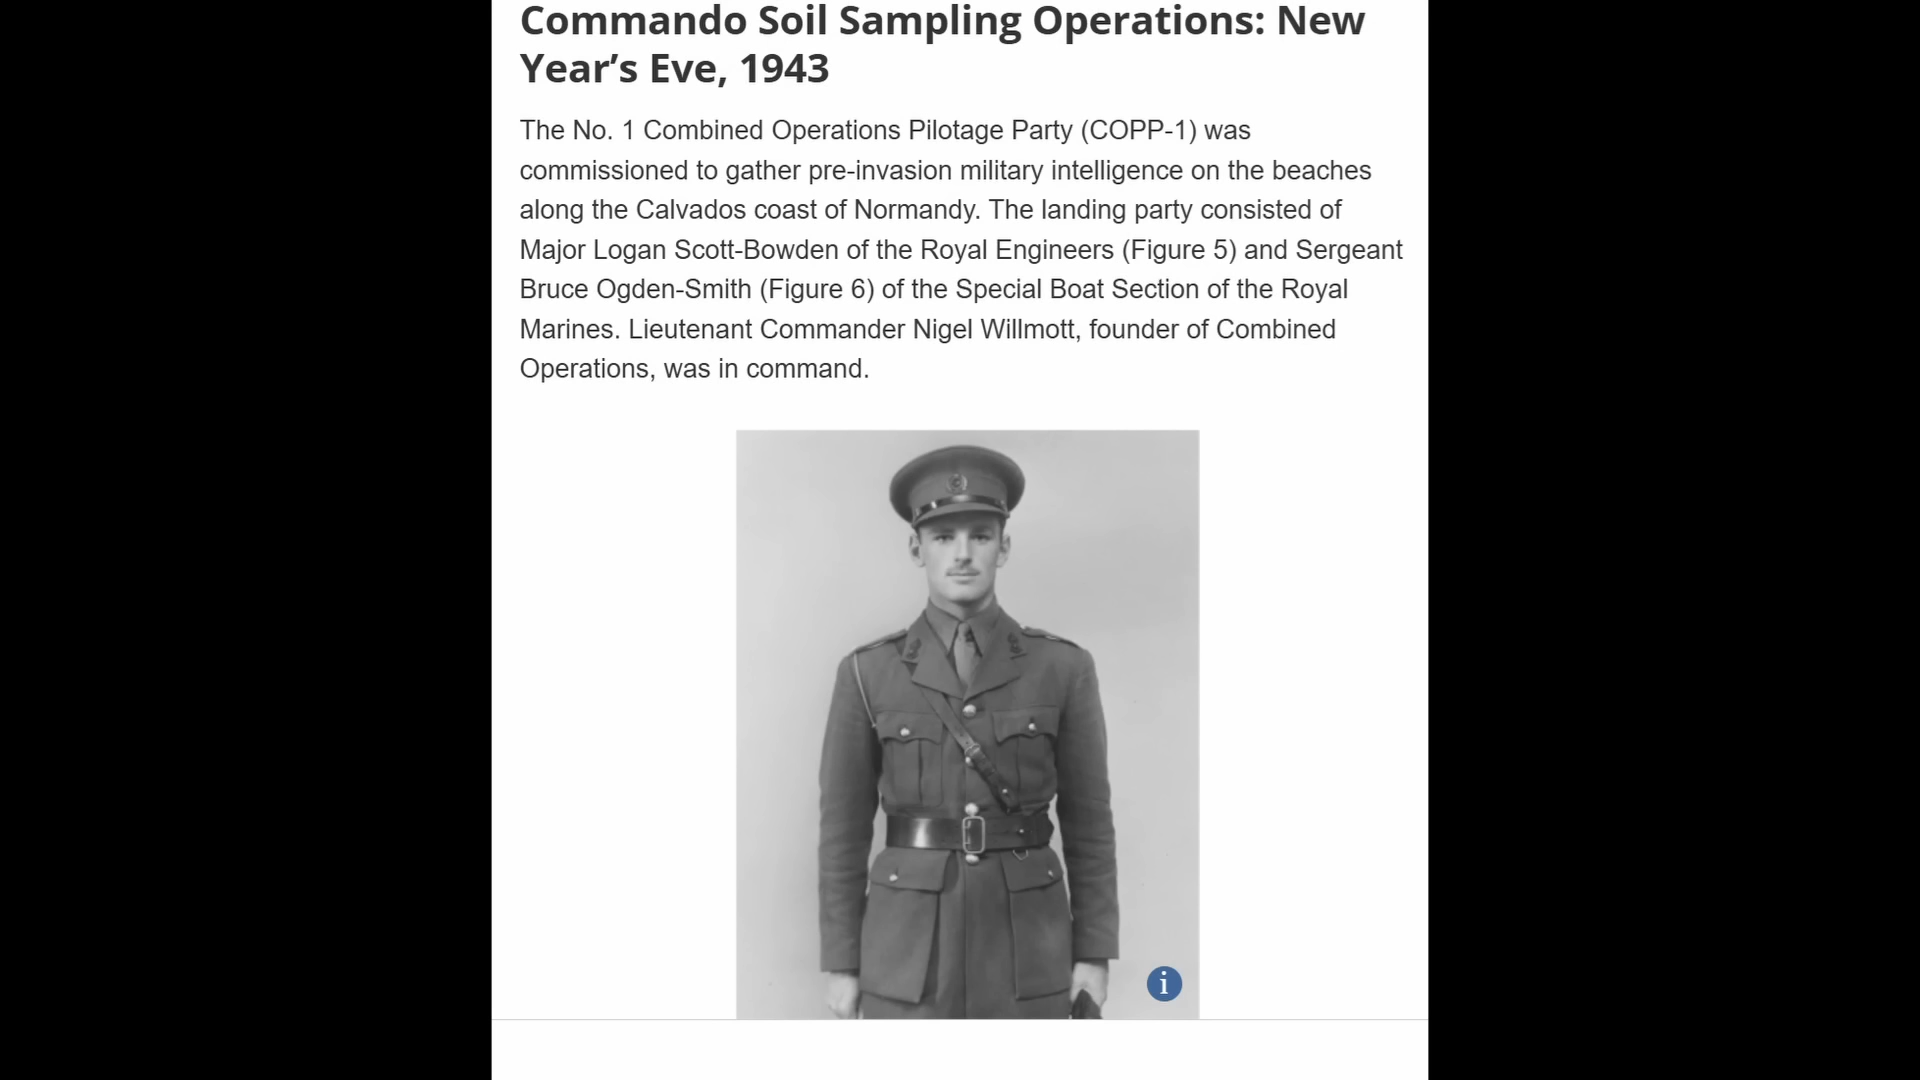 Commando Soil Sampling Operations: New
Year’s Eve, 1943
The No. 1 Combined Operations Pilotage Party (COPP-1) was
commissioned to gather pre-invasion military intelligence on the beaches
along the Calvados coast of Normandy. The landing party consisted of
Major Logan Scott-Bowden of the Royal Engineers (Figure 5) and Sergeant
Bruce Ogden-Smith (Figure 6) of the Special Boat Section of the Royal
Marines. Lieutenant Commander Nigel Willmott, founder of Combined
Operations, was in command.
i